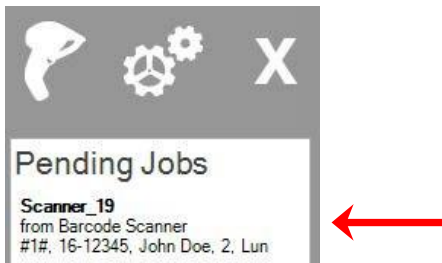 X
Pending Jobs
Scanner_19
from Barcode Scanner
#1#, 16-12345, John Doe, 2, Lun